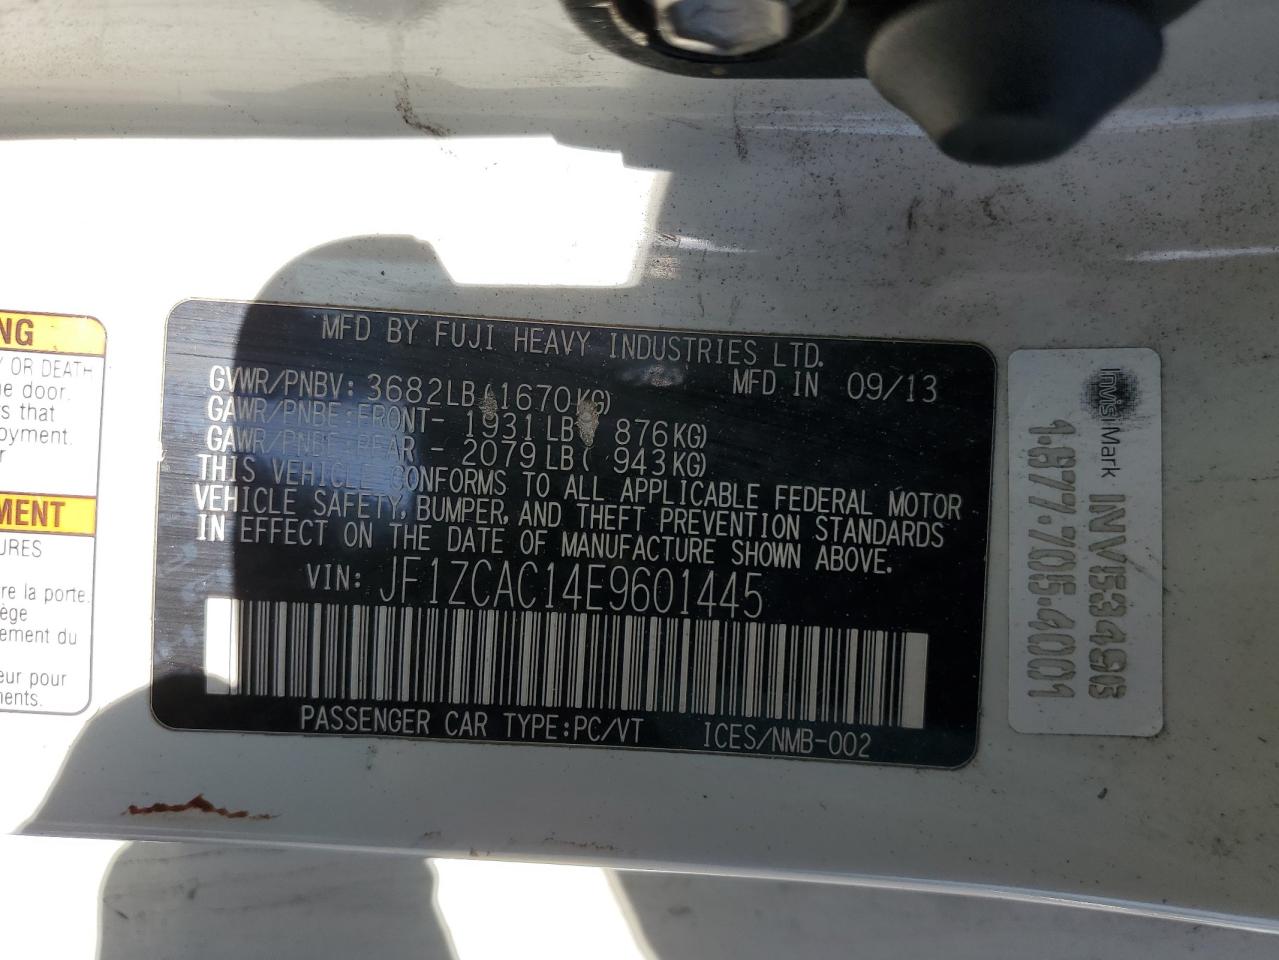 MFD BY FUJI HEAVY INDUSTRIES LTD.
GVWR/PNBV: 3682LB(1670KG) MFD IN 09/13
GAWR/PNBE:FRONT- 1931LB( 876KG)
GAWR/PNBE:REAR - 2079LB( 943KG)
THIS VEHICLE CONFORMS TO ALL APPLICABLE FEDERAL MOTOR
VEHICLE SAFETY, BUMPER, AND THEFT PREVENTION STANDARDS
IN EFFECT ON THE DATE OF MANUFACTURE SHOWN ABOVE.
VIN: JF1ZCAC14E9601445
PASSENGER CAR TYPE:PC/VT ICES/NMB-002
NG
OR DEATH
door.
that
oyment.
r
MENT
URES
re la porte.
iège
nement du
eur pour
ments.
InvisiMark INV53490
1.877.705.4001